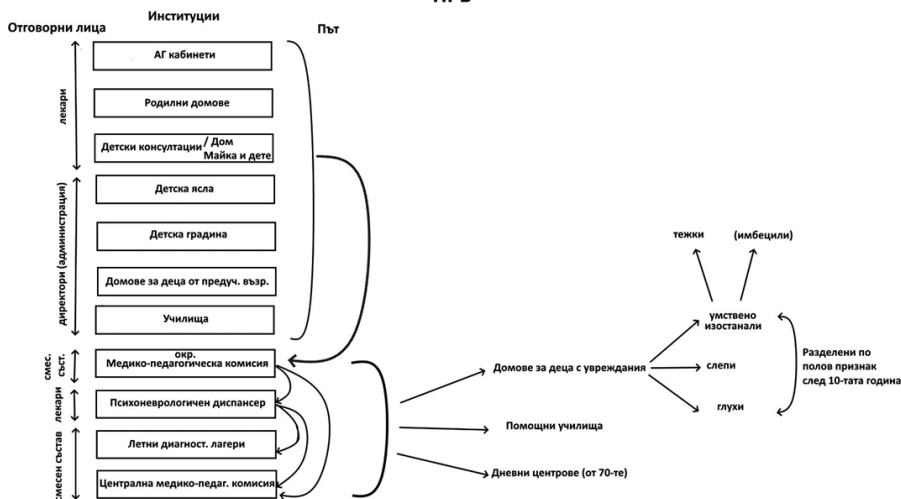 Институции
Отговорни лица
Път
АГ кабинети
Родилни домове
Детски консултации / Дом
Майка и дете
лекари
Детска ясла
Детска градина
Домове за деца от предуч. възр.
Училища
директори (администрация)
окр.
Медико-педагогическа комисия
смес.
съст.
Психоневрологичен диспансер
лекари
Летни диагност. лагери
Централна медико-педаг. комисия
смесен състав
Домове за деца с увреждания
Помощни училища
Дневни центрове (от 70-те)
тежки
(имбецили)
умствено
изостанали
слепи
глухи
Разделени по
полов признак
след 10-тата година